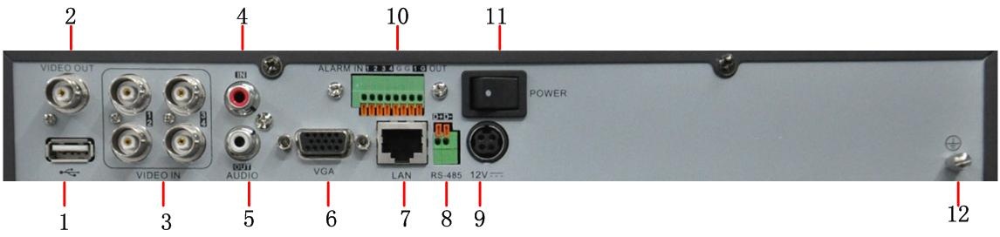 2 4 10 11
VIDEO OUT
IN
ALARM IN 1 2 3 4 G G 1 G OUT
POWER
1 2
3 4
D+ D-
OUT
VIDEO IN
AUDIO
VGA
LAN
RS-485
12V
1 3 5 6 7 8 9 12